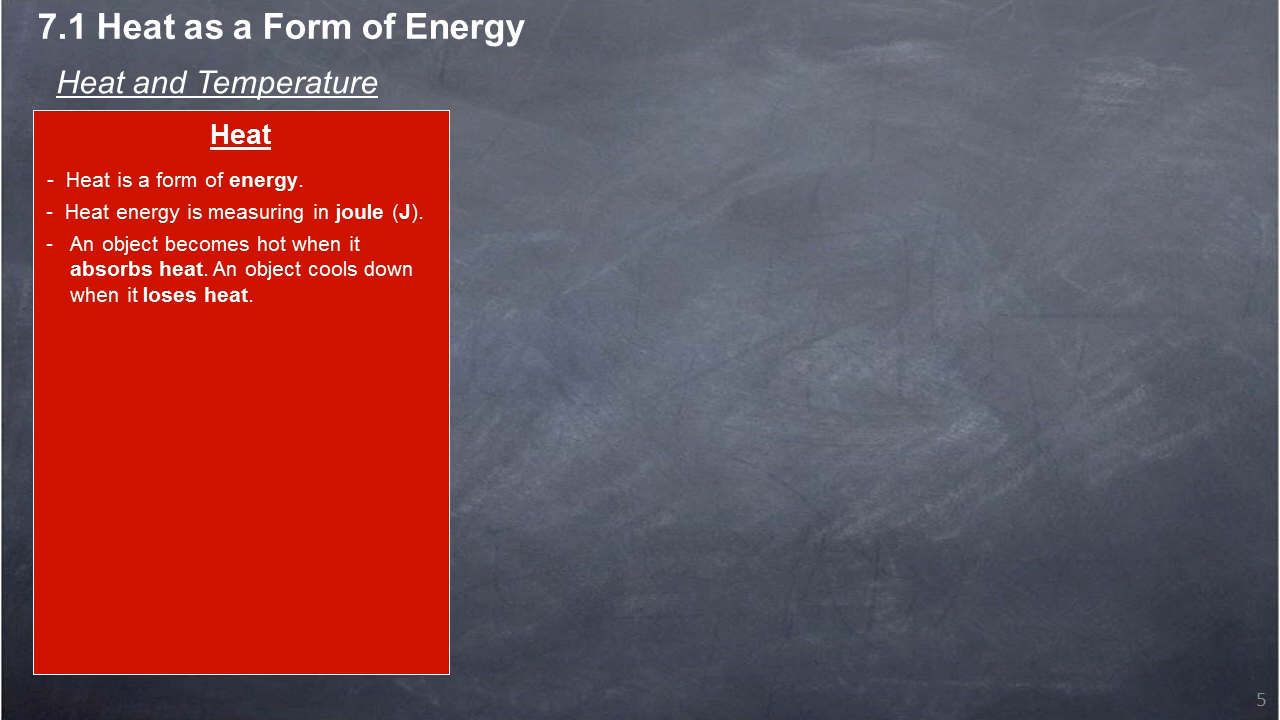 7.1 Heat as a Form of Energy
Heat and Temperature
Heat
- Heat is a form of energy.
- Heat energy is measuring in joule (J).
- An object becomes hot when it
absorbs heat. An object cools down
when it loses heat.
5